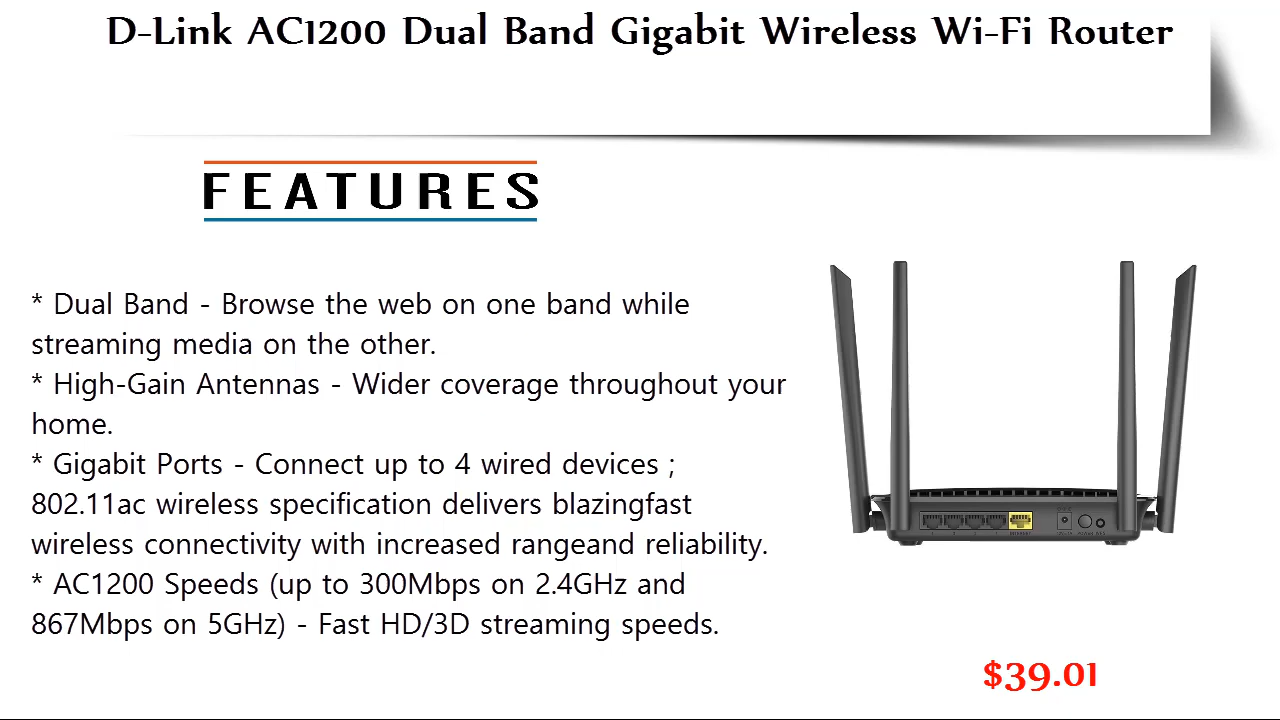 D-Link AC1200 Dual Band Gigabit Wireless Wi-Fi Router
FEATURES
* Dual Band - Browse the web on one band while
streaming media on the other.
* High-Gain Antennas - Wider coverage throughout your
home.
* Gigabit Ports - Connect up to 4 wired devices ;
802.11ac wireless specification delivers blazingfast
wireless connectivity with increased rangeand reliability.
* AC1200 Speeds (up to 300Mbps on 2.4GHz and
867Mbps on 5GHz) - Fast HD/3D streaming speeds.
$39.01